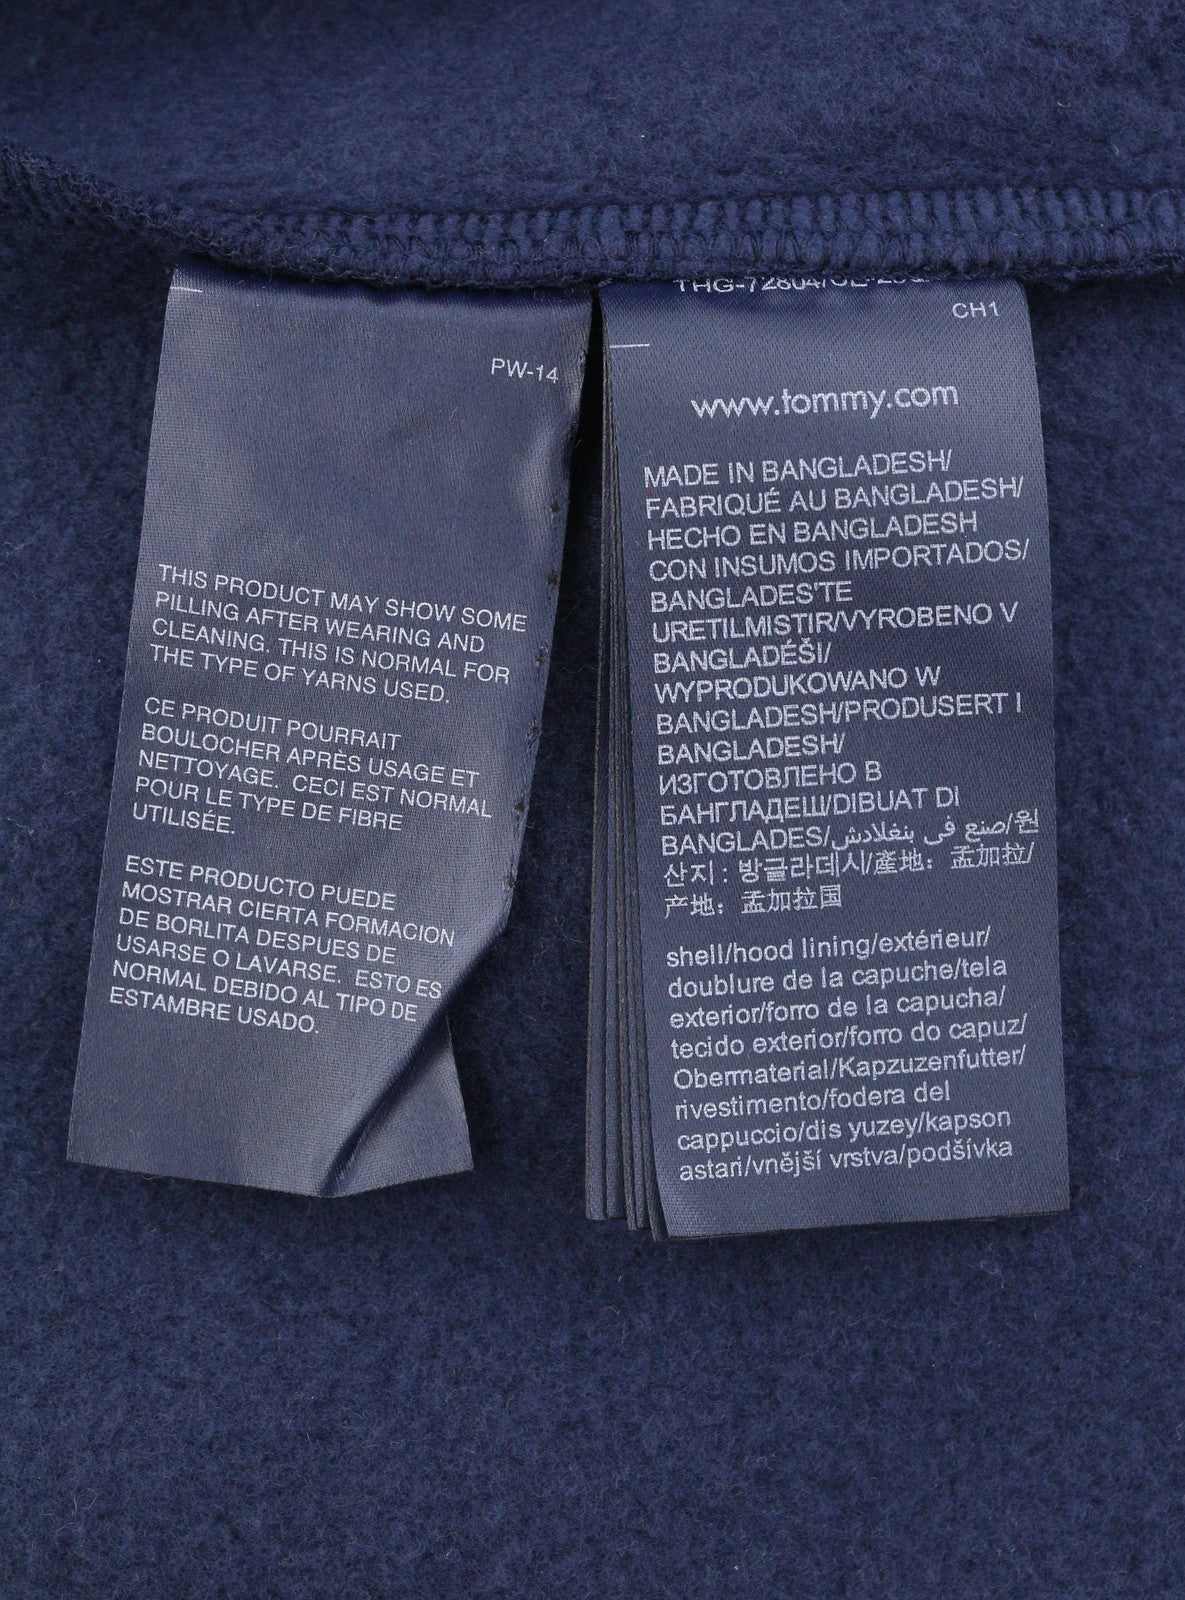 PW-14
THIS PRODUCT MAY SHOW SOME
PILLING AFTER WEARING AND
CLEANING. THIS IS NORMAL FOR
THE TYPE OF YARNS USED.
CE PRODUIT POURRAIT
BOULOCHER APRÈS USAGE ET
NETTOYAGE. CECI EST NORMAL
POUR LE TYPE DE FIBRE
UTILISÉE.
ESTE PRODUCTO PUEDE
MOSTRAR CIERTA FORMACION
DE BORLITA DESPUES DE
USARSE O LAVARSE. ESTO ES
NORMAL DEBIDO AL TIPO DE
ESTAMBRE USADO.
CH1
www.tommy.com
MADE IN BANGLADESH/
FABRIQUÉ AU BANGLADESH/
HECHO EN BANGLADESH
CON INSUMOS IMPORTADOS/
BANGLADES'TE
URETILMISTIR/VYROBENO V
BANGLADÉŠI/
WYPRODUKOWANO W
BANGLADESH/PRODUSERT I
BANGLADESH/
ИЗГОТОВЛЕНО В
БАНГЛАДЕШ/DIBUAT DI
BANGLADES/صنع في بنغلادش/원
산지 : 방글라데시/產地：孟加拉/
产地：孟加拉国
shell/hood lining/extérieur/
doublure de la capuche/tela
exterior/forro de la capucha/
tecido exterior/forro do capuz/
Obermaterial/Kapzuzenfutter/
rivestimento/fodera del
cappuccio/dis yuzey/kapson
astari/vnější vrstva/podšívka